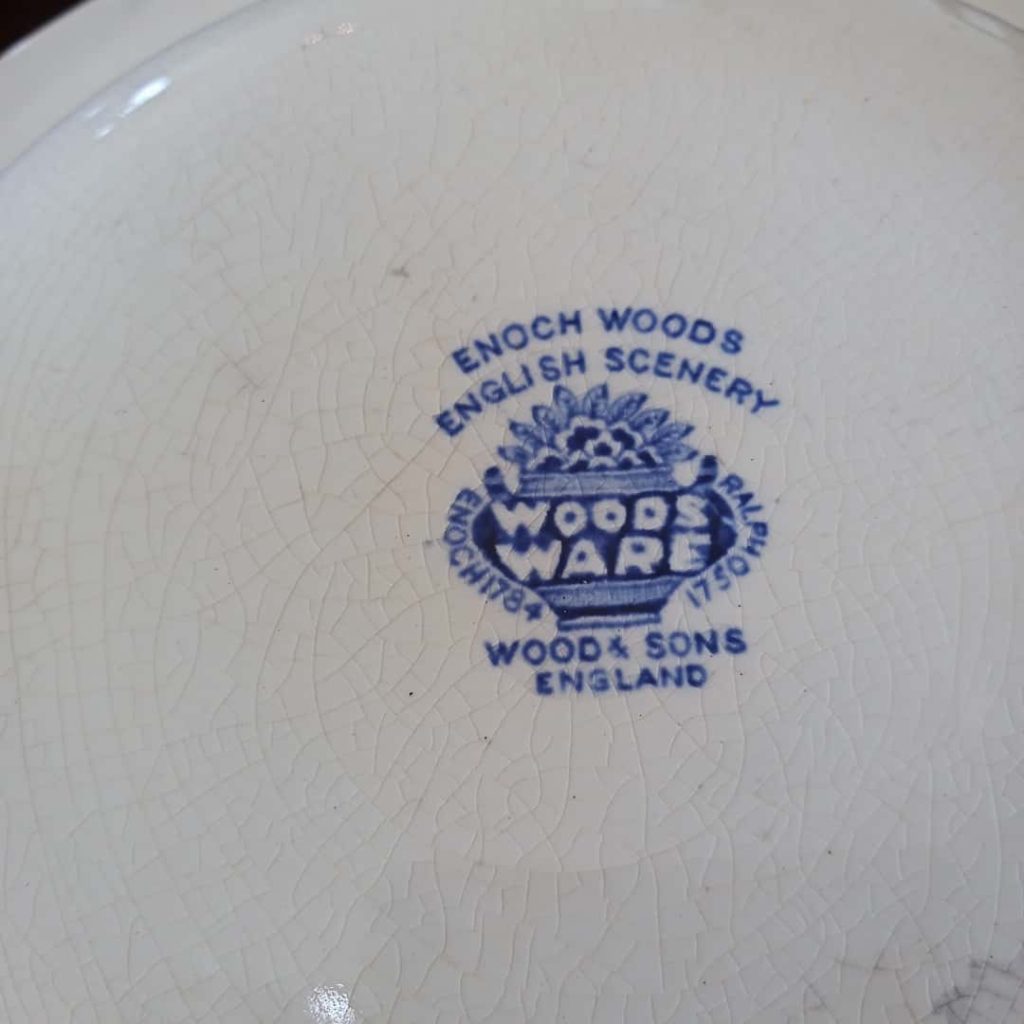 ENOCH WOODS
ENGLISH SCENERY
WOODS
WARE
ENOCH 1784
RALPH 1750
WOOD & SONS
ENGLAND